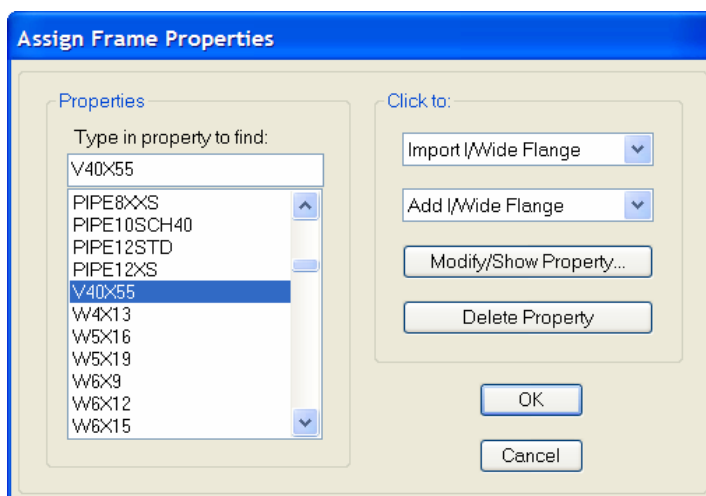 Assign Frame Properties
Properties
Type in property to find:
V40X55
PIPE8XXS
PIPE10SCH40
PIPE12STD
PIPE12XS
V40X55
W4X13
W5X16
W5X19
W6X9
W6X12
W6X15
Click to:
Import I/Wide Flange
Add I/Wide Flange
Modify/Show Property...
Delete Property
OK
Cancel